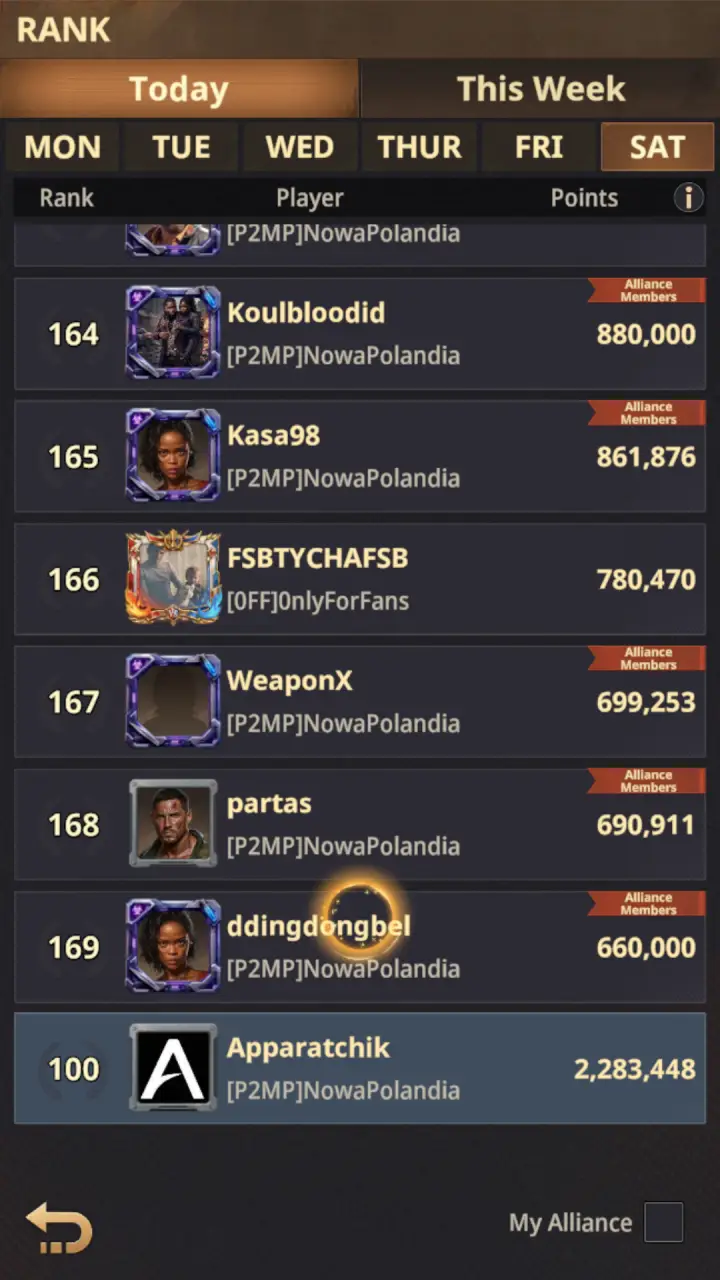 RANK
Today
This Week
MON
TUE
WED
THUR
FRI
SAT
Rank
Player
Points
[P2MP]NowaPolandia
Alliance
Members
164
Koulbloodid
[P2MP]NowaPolandia
880,000
Alliance
Members
165
Kasa98
[P2MP]NowaPolandia
861,876
166
FSBTYCHAFSB
[0FF]0nlyForFans
780,470
Alliance
Members
167
WeaponX
[P2MP]NowaPolandia
699,253
Alliance
Members
168
partas
[P2MP]NowaPolandia
690,911
Alliance
Members
169
ddingdongbel
[P2MP]NowaPolandia
660,000
100
Apparatchik
[P2MP]NowaPolandia
2,283,448
My Alliance